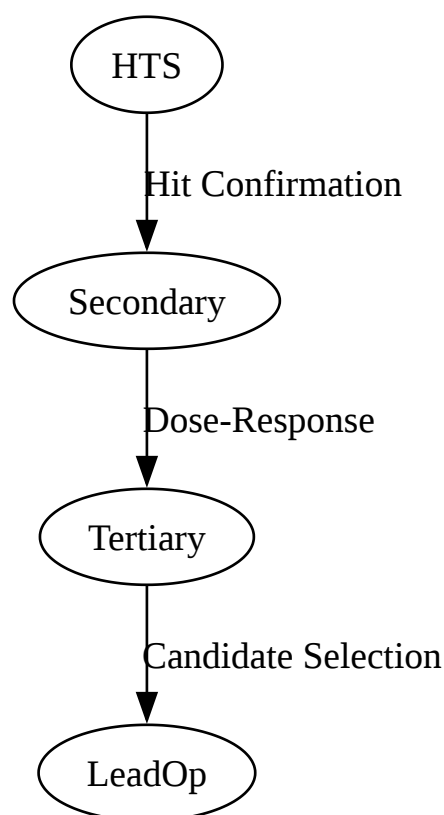 HTS
Hit Confirmation
Secondary
Dose-Response
Tertiary
Candidate Selection
LeadOp